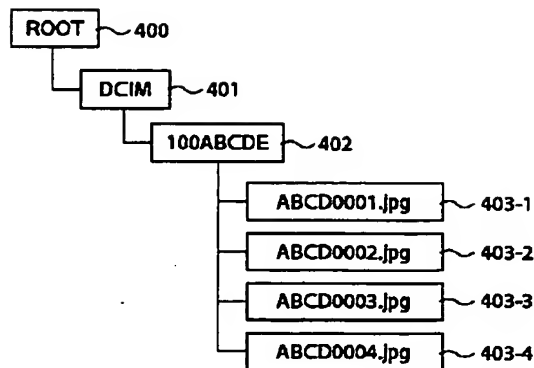 ROOT 400
DCIM 401
100ABCDE 402
ABCD0001.jpg 403-1
ABCD0002.jpg 403-2
ABCD0003.jpg 403-3
ABCD0004.jpg 403-4